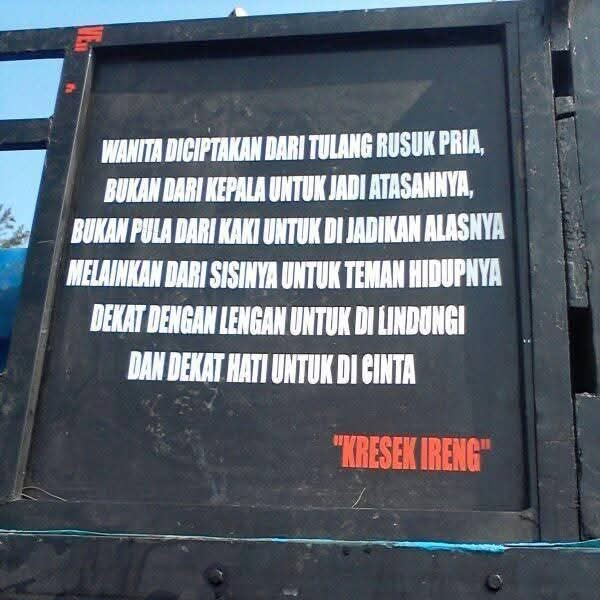 WANITA DICIPTAKAN DARI TULANG RUSUK PRIA,
BUKAN DARI KEPALA UNTUK JADI ATASANNYA,
BUKAN PULA DARI KAKI UNTUK DI JADIKAN ALASNYA
MELAINKAN DARI SISINYA UNTUK TEMAN HIDUPNYA
DEKAT DENGAN LENGAN UNTUK DI LINDUNGI
DAN DEKAT HATI UNTUK DI CINTA
"KRESEK IRENG"